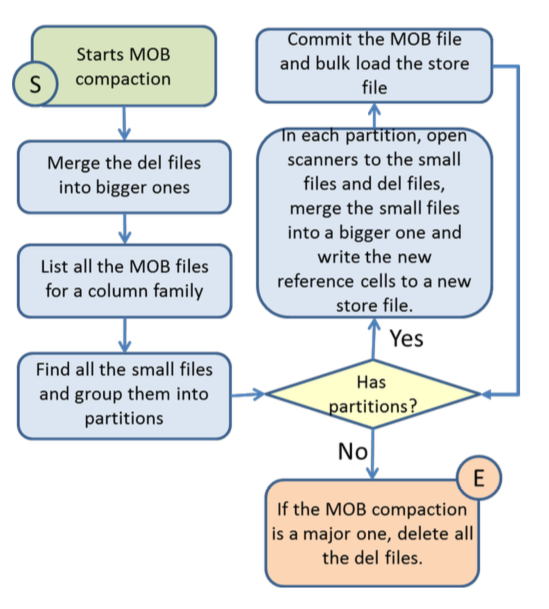 Starts MOB
compaction
S
Merge the del files
into bigger ones
List all the MOB files
for a column family
Find all the small files
and group them into
partitions
Has
partitions?
Yes
In each partition, open
scanners to the small
files and del files,
merge the small files
into a bigger one and
write the new
reference cells to a new
store file.
Commit the MOB file
and bulk load the store
file
No
E
If the MOB compaction
is a major one, delete all
the del files.